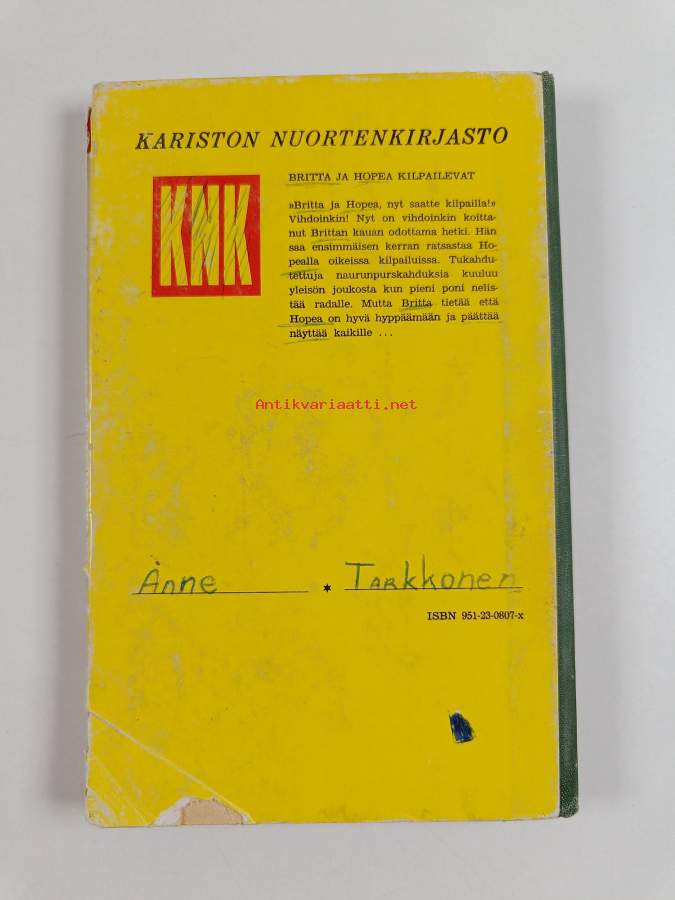 KARISTON NUORTENKIRJASTO
KNK
BRITTA JA HOPEA KILPAILEVAT
»Britta ja Hopea, nyt saatte kilpailla!»
Vihdoinkin! Nyt on vihdoinkin koitta-
nut Brittan kauan odottama hetki. Hän
saa ensimmäisen kerran ratsastaa Ho-
pealla oikeissa kilpailuissa. Tukahdu-
tettuja naurunpurskahduksia kuuluu
yleisön joukosta kun pieni poni nelis-
tää radalle. Mutta Britta tietää että
Hopea on hyvä hyppäämään ja päättää
näyttää kaikille ...
Antikvariaatti.net
Anne * Tarkkonen
ISBN 951-23-0807-x